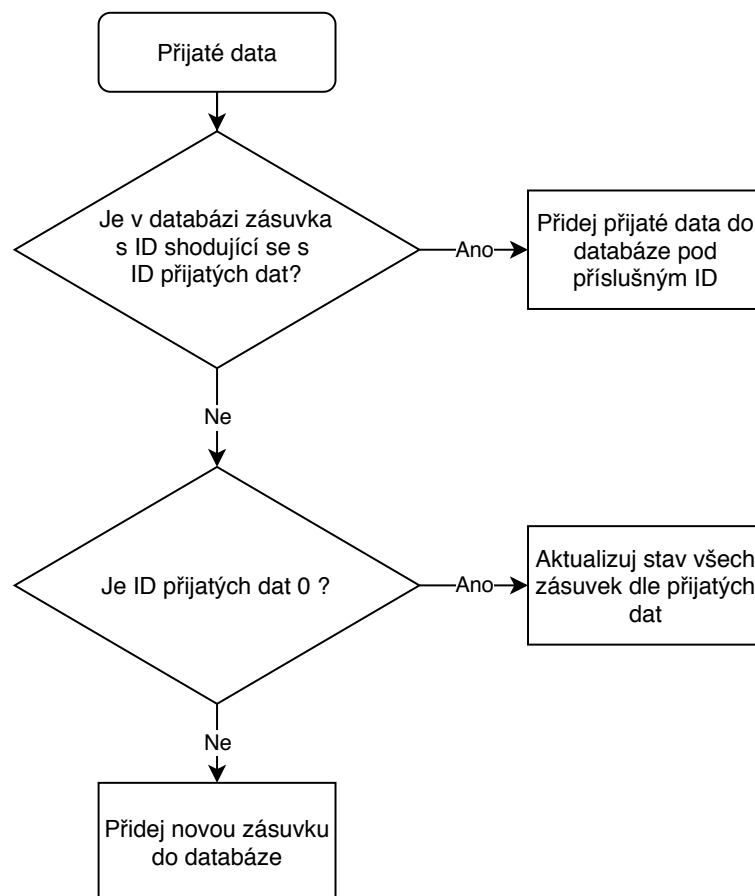 Přijaté data
Je v databázi zásuvka
s ID shodující se s
ID přijatých dat?
Ano
Přidej přijaté data do
databáze pod
příslušným ID
Ne
Je ID přijatých dat 0 ?
Ano
Aktualizuj stav všech
zásuvek dle přijatých
dat
Ne
Přidej novou zásuvku
do databáze